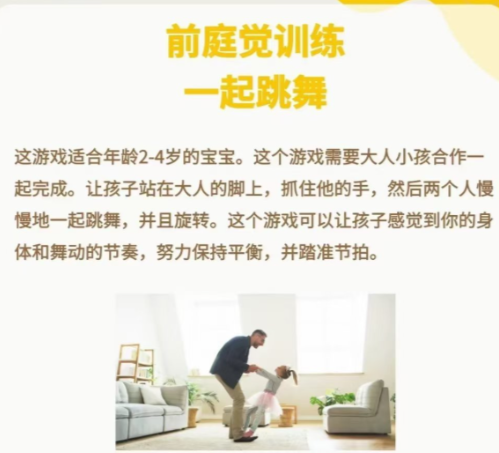 前庭觉训练
一起跳舞
这游戏适合年龄2-4岁的宝宝。这个游戏需要大人小孩合作一
起完成。让孩子站在大人的脚上，抓住他的手，然后两个人慢
慢地一起跳舞，并且旋转。这个游戏可以让孩子感觉到你的身
体和舞动的节奏，努力保持平衡，并踏准节拍。